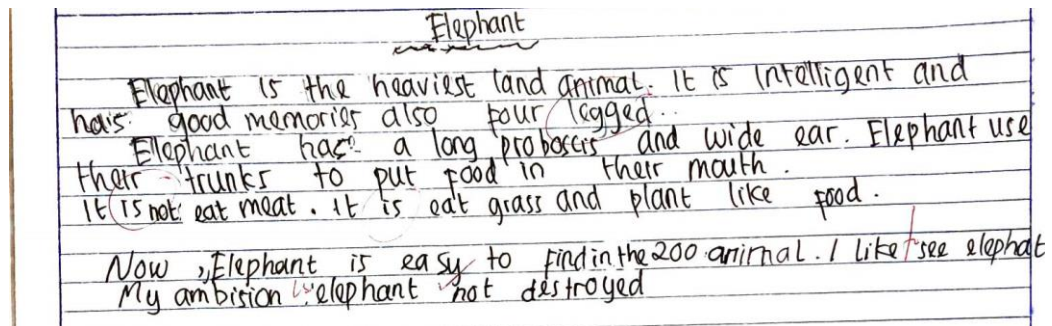 Elephant
Elephant is the heaviest land animal. It is intelligent and
has good memories also four legged.
Elephant has a long proboscis and wide ear. Elephant use
their trunks to put food in their mouth.
It is not eat meat. It is eat grass and plant like food.
Now, Elephant is easy to find in the 200 animal. I like see elephat
My ambision elephant not destroyed